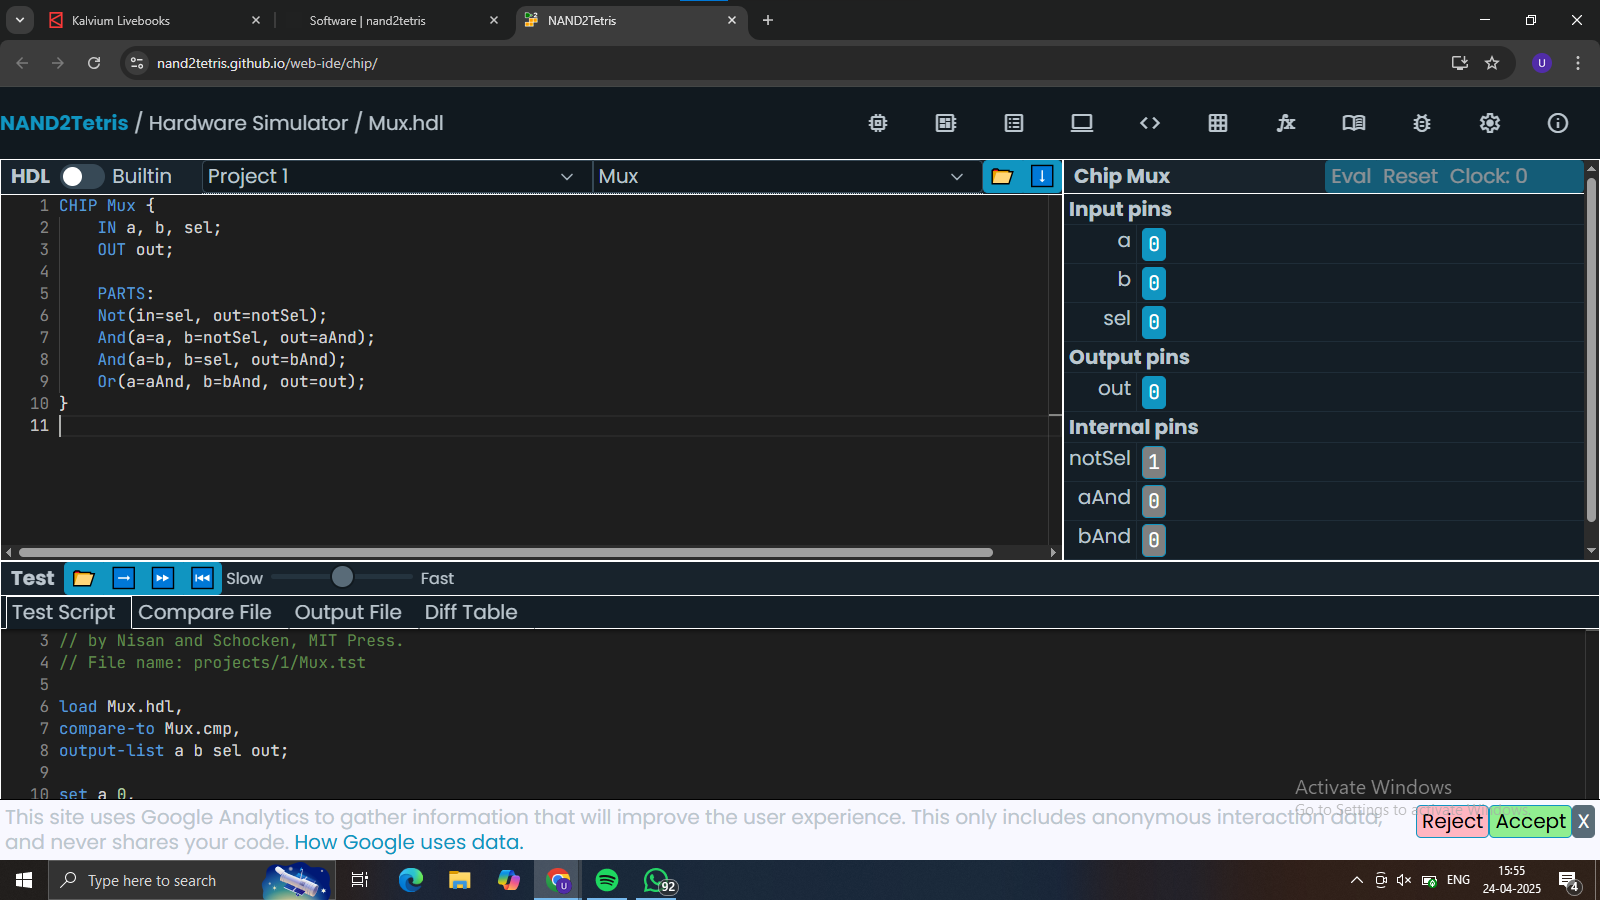 Kalvium Livebooks
Software | nand2tetris
NAND2Tetris
nand2tetris.github.io/web-ide/chip/
U
NAND2Tetris / Hardware Simulator / Mux.hdl
HDL Builtin Project 1 Mux
1 CHIP Mux {
2 IN a, b, sel;
3 OUT out;
4
5 PARTS:
6 Not(in=sel, out=notSel);
7 And(a=a, b=notSel, out=aAnd);
8 And(a=b, b=sel, out=bAnd);
9 Or(a=aAnd, b=bAnd, out=out);
10 }
11
Chip Mux Eval Reset Clock: 0
Input pins
a 0
b 0
sel 0
Output pins
out 0
Internal pins
notSel 1
aAnd 0
bAnd 0
Test Slow Fast
Test Script Compare File Output File Diff Table
3 // by Nisan and Schocken, MIT Press.
4 // File name: projects/1/Mux.tst
5
6 load Mux.hdl,
7 compare-to Mux.cmp,
8 output-list a b sel out;
9
10 set a 0,
Activate Windows
Go to Settings to activate Windows.
This site uses Google Analytics to gather information that will improve the user experience. This only includes anonymous interaction data,
and never shares your code. How Google uses data.
Reject Accept X
Type here to search
U
92
ENG
15:55
24-04-2025
4